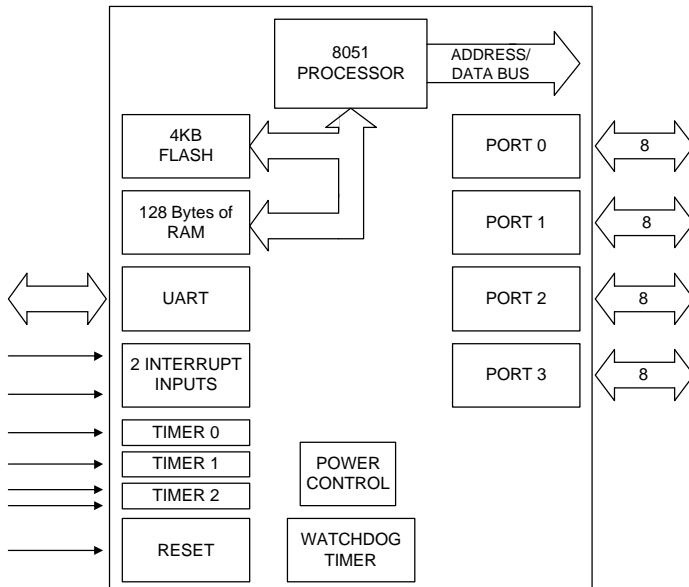 8051
PROCESSOR
ADDRESS/
DATA BUS
4KB
FLASH
PORT 0
8
128 Bytes of
RAM
PORT 1
8
UART
PORT 2
8
2 INTERRUPT
INPUTS
PORT 3
8
TIMER 0
TIMER 1
TIMER 2
POWER
CONTROL
RESET
WATCHDOG
TIMER